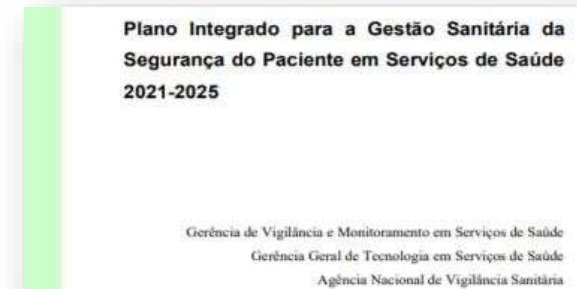 Plano Integrado para a Gestão Sanitária da
Segurança do Paciente em Serviços de Saúde
2021-2025
Gerência de Vigilância e Monitoramento em Serviços de Saúde
Gerência Geral de Tecnologia em Serviços de Saúde
Agência Nacional de Vigilância Sanitária